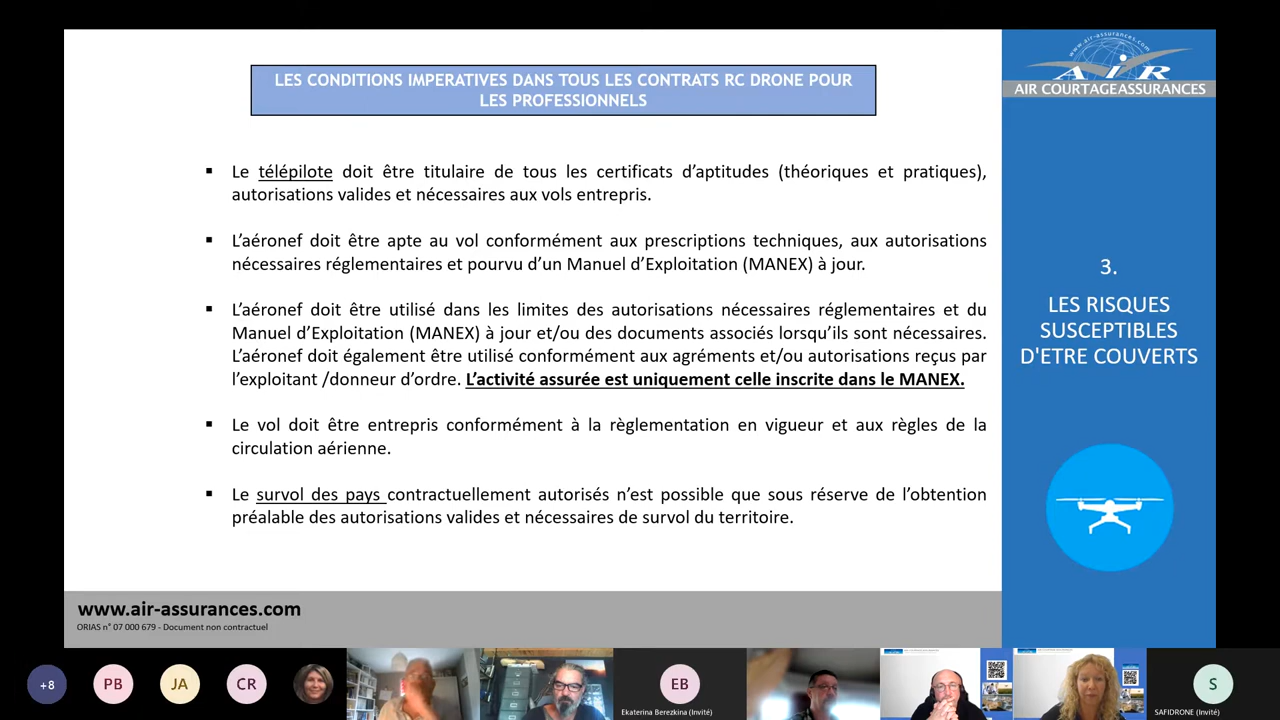 LES CONDITIONS IMPERATIVES DANS TOUS LES CONTRATS RC DRONE POUR
LES PROFESSIONNELS
▪ Le télépilote doit être titulaire de tous les certificats d’aptitudes (théoriques et pratiques),
autorisations valides et nécessaires aux vols entrepris.
▪ L’aéronef doit être apte au vol conformément aux prescriptions techniques, aux autorisations
nécessaires réglementaires et pourvu d’un Manuel d’Exploitation (MANEX) à jour.
▪ L’aéronef doit être utilisé dans les limites des autorisations nécessaires réglementaires et du
Manuel d’Exploitation (MANEX) à jour et/ou des documents associés lorsqu’ils sont nécessaires.
L’aéronef doit également être utilisé conformément aux agréments et/ou autorisations reçus par
l’exploitant /donneur d’ordre. L’activité assurée est uniquement celle inscrite dans le MANEX.
▪ Le vol doit être entrepris conformément à la règlementation en vigueur et aux règles de la
circulation aérienne.
▪ Le survol des pays contractuellement autorisés n’est possible que sous réserve de l’obtention
préalable des autorisations valides et nécessaires de survol du territoire.
www.air-assurances.com
AIR
AIR COURTAGEASSURANCES
3.
LES RISQUES
SUSCEPTIBLES
D'ETRE COUVERTS
www.air-assurances.com
ORIAS n° 07 000 679 - Document non contractuel
+8
PB
JA
CR
EB
Ekaterina Berezkina (Invité)
S
SAFIDRONE (Invité)